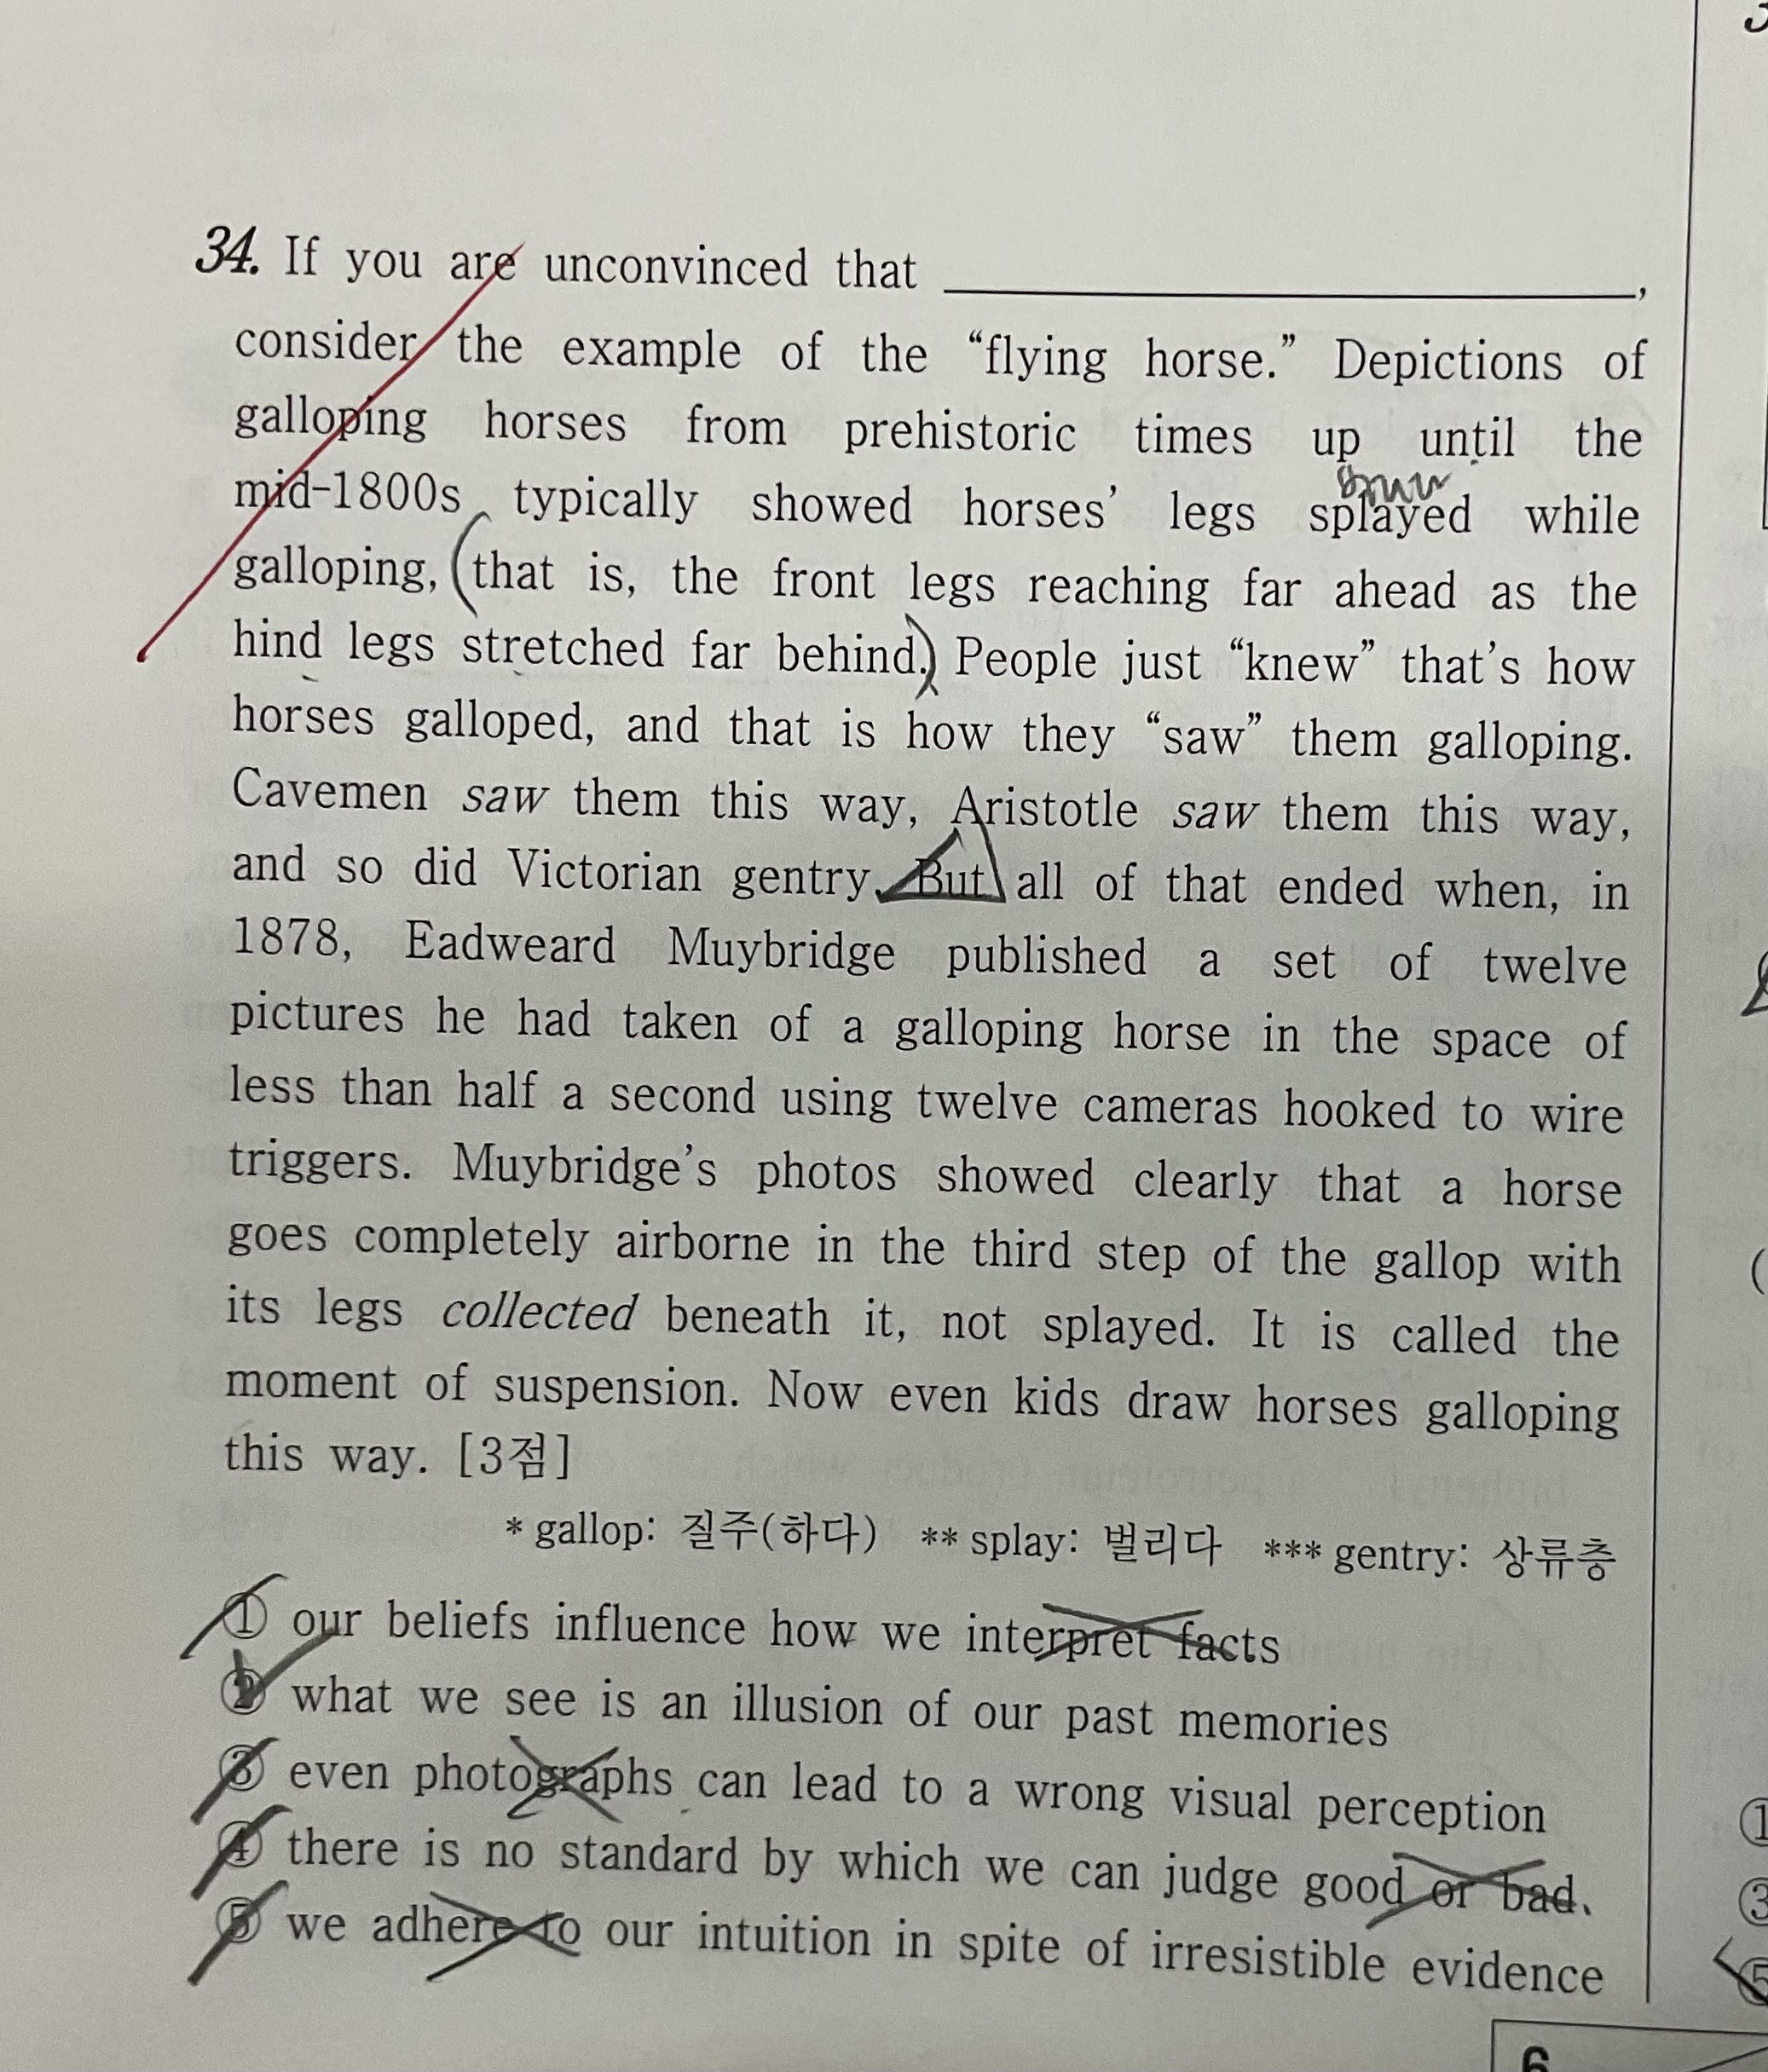 34. If you are unconvinced that ____________________,
consider the example of the “flying horse.” Depictions of
galloping horses from prehistoric times up until the
mid-1800s typically showed horses’ legs splayed while
galloping, (that is, the front legs reaching far ahead as the
hind legs stretched far behind.) People just “knew” that’s how
horses galloped, and that is how they “saw” them galloping.
Cavemen saw them this way, Aristotle saw them this way,
and so did Victorian gentry. But all of that ended when, in
1878, Eadweard Muybridge published a set of twelve
pictures he had taken of a galloping horse in the space of
less than half a second using twelve cameras hooked to wire
triggers. Muybridge’s photos showed clearly that a horse
goes completely airborne in the third step of the gallop with
its legs collected beneath it, not splayed. It is called the
moment of suspension. Now even kids draw horses galloping
this way. [3점]
* gallop: 질주(하다) ** splay: 벌리다 *** gentry: 상류층
① our beliefs influence how we interpret facts
② what we see is an illusion of our past memories
③ even photographs can lead to a wrong visual perception
④ there is no standard by which we can judge good or bad.
⑤ we adhere to our intuition in spite of irresistible evidence
①
③
⑤
6